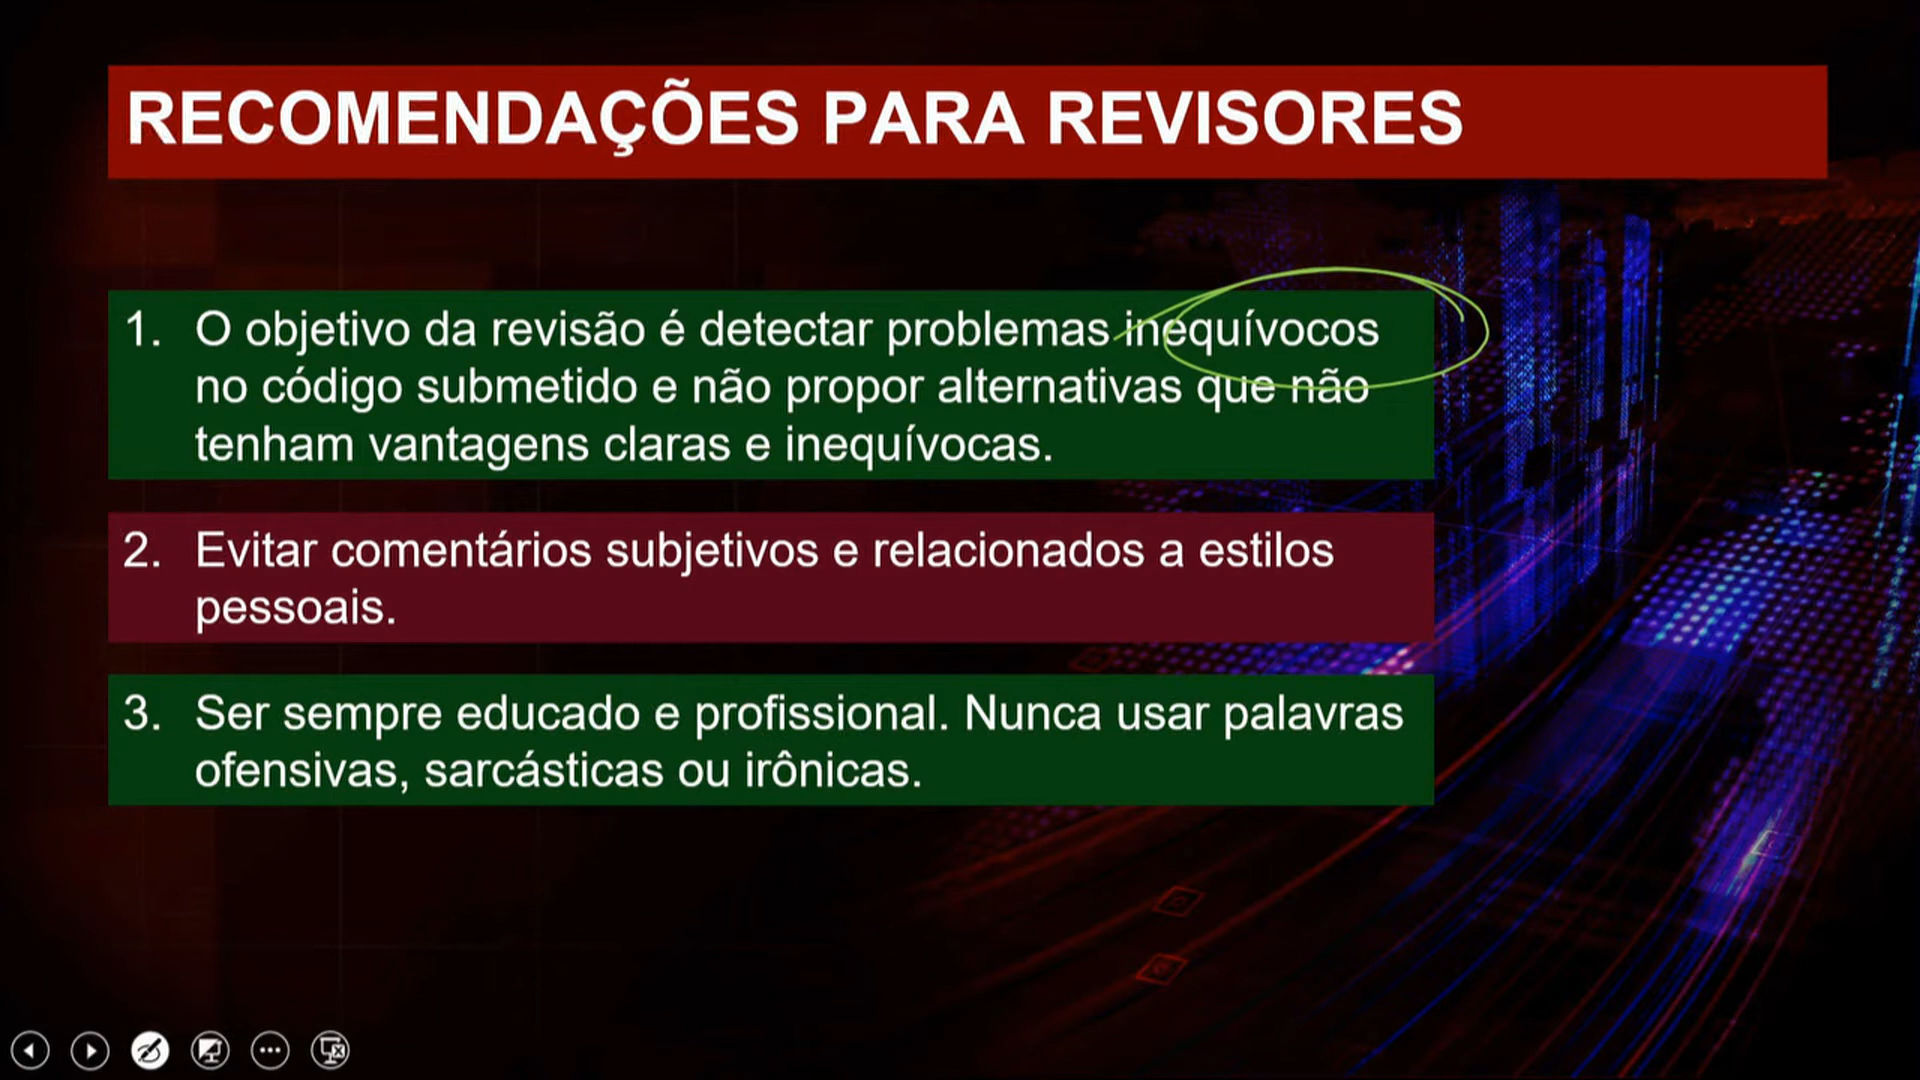 RECOMENDAÇÕES PARA REVISORES
1. O objetivo da revisão é detectar problemas inequívocos
no código submetido e não propor alternativas que não
tenham vantagens claras e inequívocas.
2. Evitar comentários subjetivos e relacionados a estilos
pessoais.
3. Ser sempre educado e profissional. Nunca usar palavras
ofensivas, sarcásticas ou irônicas.